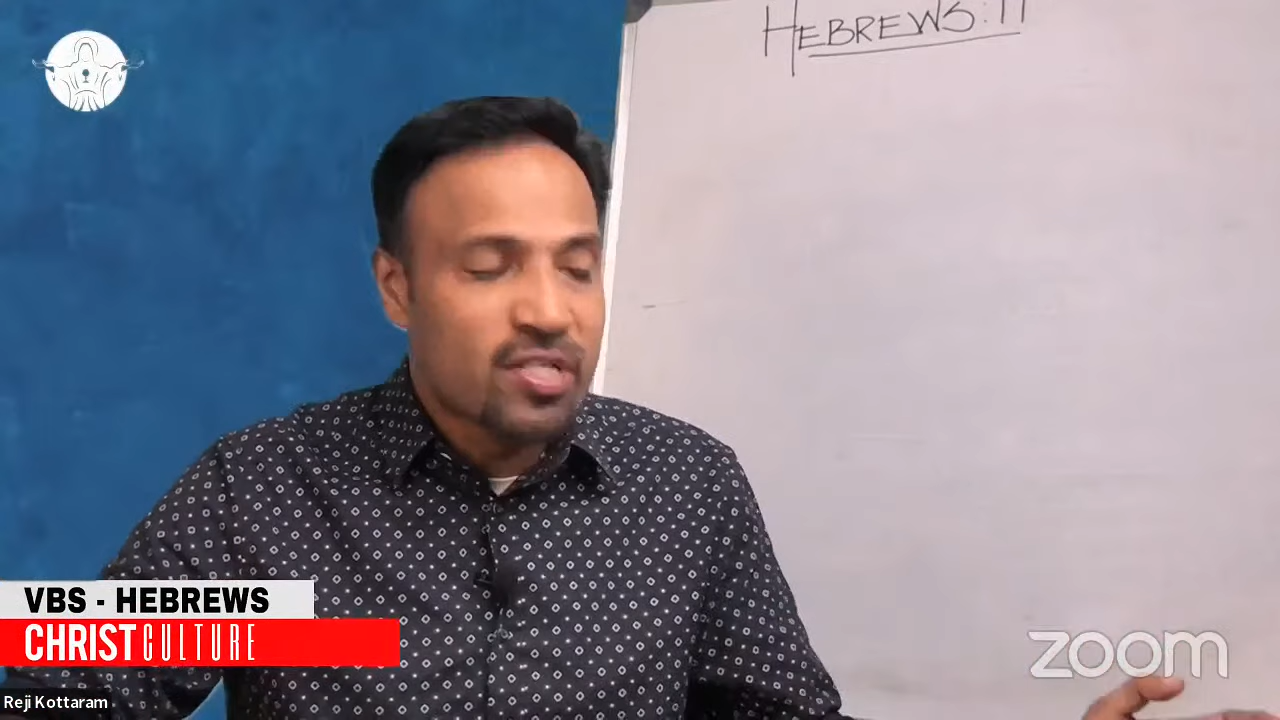 HEBREWS:11
VBS - HEBREWS
CHRISTCULTURE
zoom
Reji Kottaram